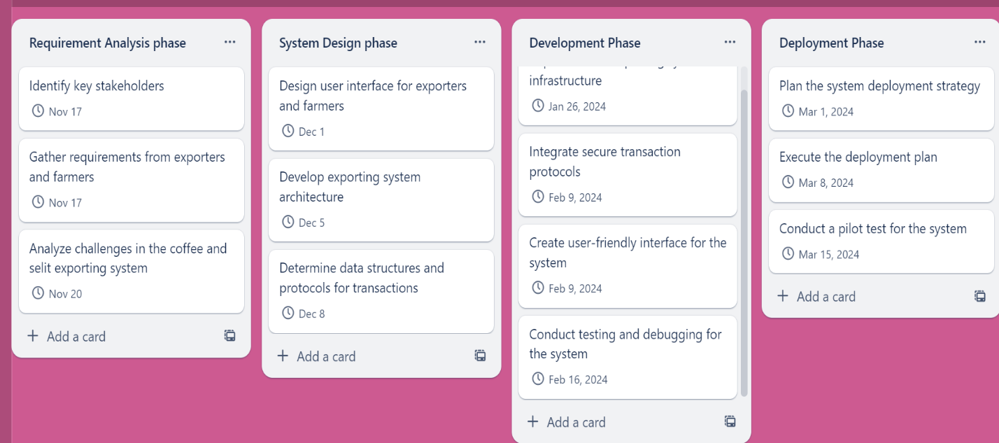 Requirement Analysis phase
Identify key stakeholders
Nov 17
Gather requirements from exporters
and farmers
Nov 17
Analyze challenges in the coffee and
selit exporting system
Nov 20
Add a card
System Design phase
Design user interface for exporters
and farmers
Dec 1
Develop exporting system
architecture
Dec 5
Determine data structures and
protocols for transactions
Dec 8
Add a card
Development Phase
infrastructure
Jan 26, 2024
Integrate secure transaction
protocols
Feb 9, 2024
Create user-friendly interface for the
system
Feb 9, 2024
Conduct testing and debugging for
the system
Feb 16, 2024
Add a card
Deployment Phase
Plan the system deployment strategy
Mar 1, 2024
Execute the deployment plan
Mar 8, 2024
Conduct a pilot test for the system
Mar 15, 2024
Add a card